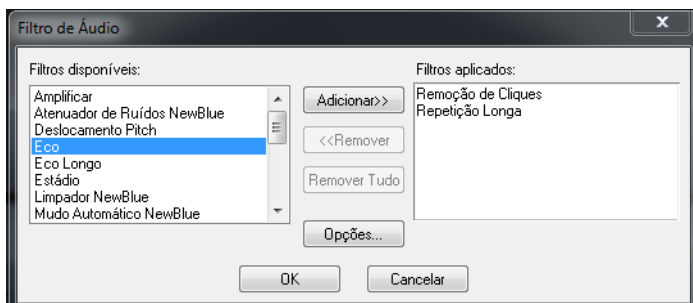 Filtro de Áudio
x
Filtros disponíveis:
Amplificar
Atenuador de Ruídos NewBlue
Deslocamento Pitch
Eco
Eco Longo
Estádio
Limpador NewBlue
Mudo Automático NewBlue
Adicionar>>
<<Remover
Remover Tudo
Opções...
Filtros aplicados:
Remoção de Cliques
Repetição Longa
OK
Cancelar